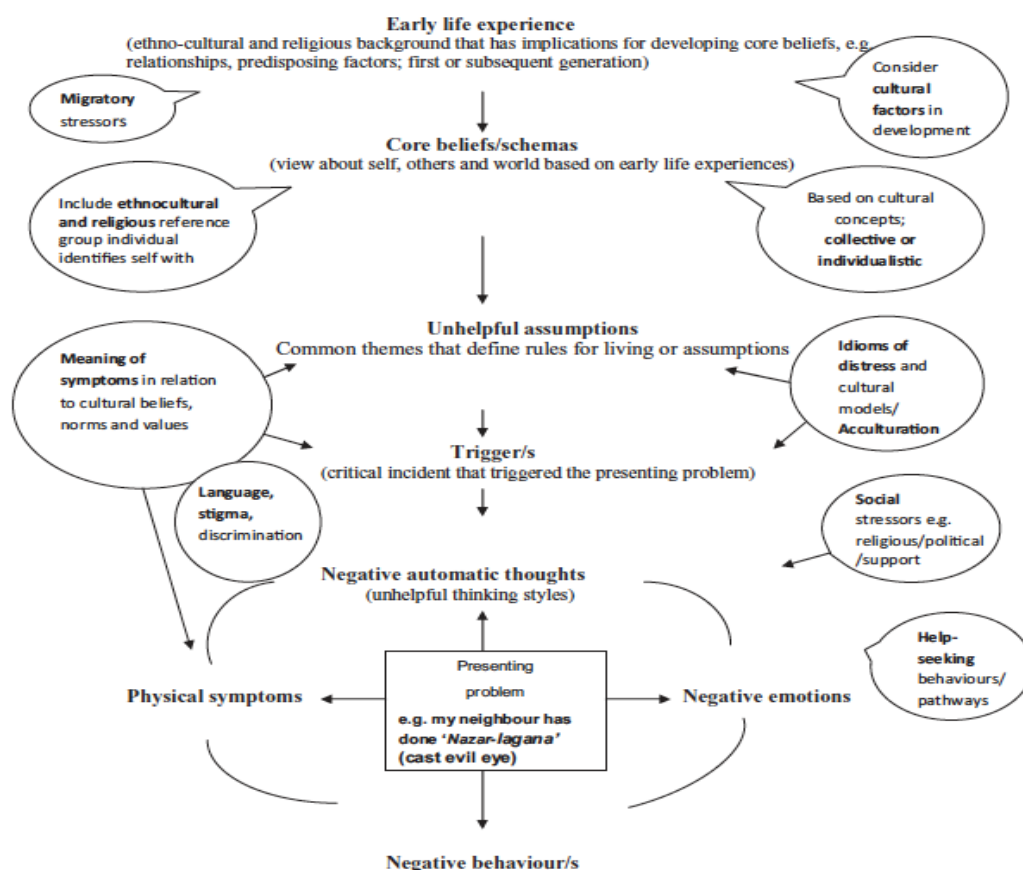 Early life experience
(ethno-cultural and religious background that has implications for developing core beliefs, e.g.
relationships, predisposing factors; first or subsequent generation)
Migratory
stressors
Consider
cultural
factors in
development
Core beliefs/schemas
(view about self, others and world based on early life experiences)
Include ethnocultural
and religious reference
group individual
identifies self with
Based on cultural
concepts;
collective or
individualistic
Unhelpful assumptions
Common themes that define rules for living or assumptions
Meaning of
symptoms in relation
to cultural beliefs,
norms and values
Idioms of
distress and
cultural
models/
Acculturation
Trigger/s
(critical incident that triggered the presenting problem)
Language,
stigma,
discrimination
Social
stressors e.g.
religious/political
/support
Negative automatic thoughts
(unhelpful thinking styles)
Help-
seeking
behaviours/
pathways
Physical symptoms
Presenting
problem
e.g. my neighbour has
done ‘Nazar-lagana’
(cast evil eye)
Negative emotions
Negative behaviour/s